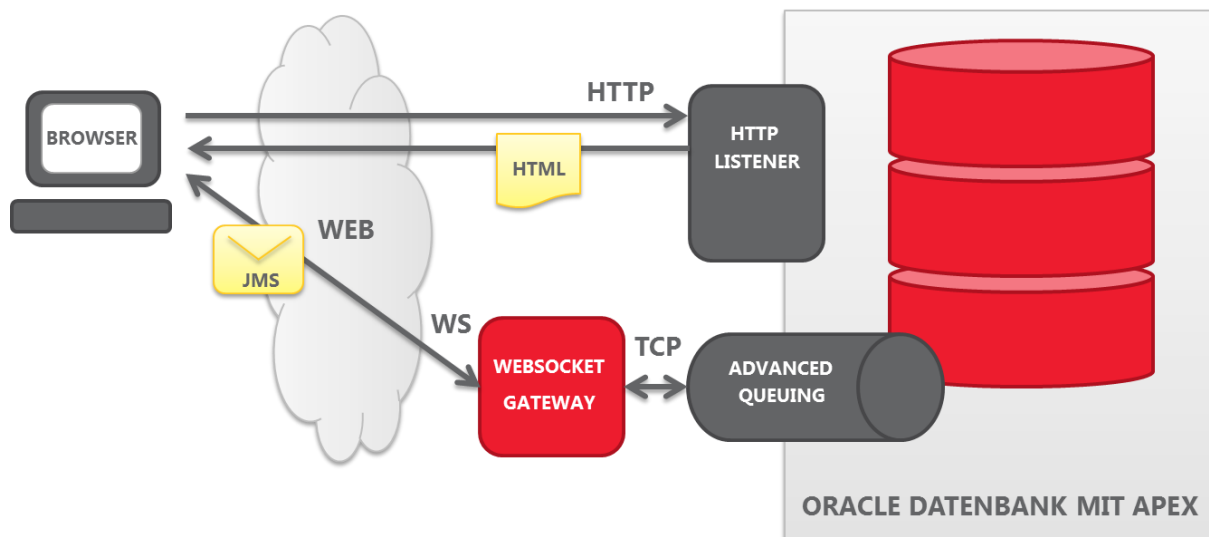 HTTP
BROWSER
HTTP
LISTENER
HTML
WEB
JMS
WS
WEBSOCKET
GATEWAY
TCP
ADVANCED
QUEUING
ORACLE DATENBANK MIT APEX